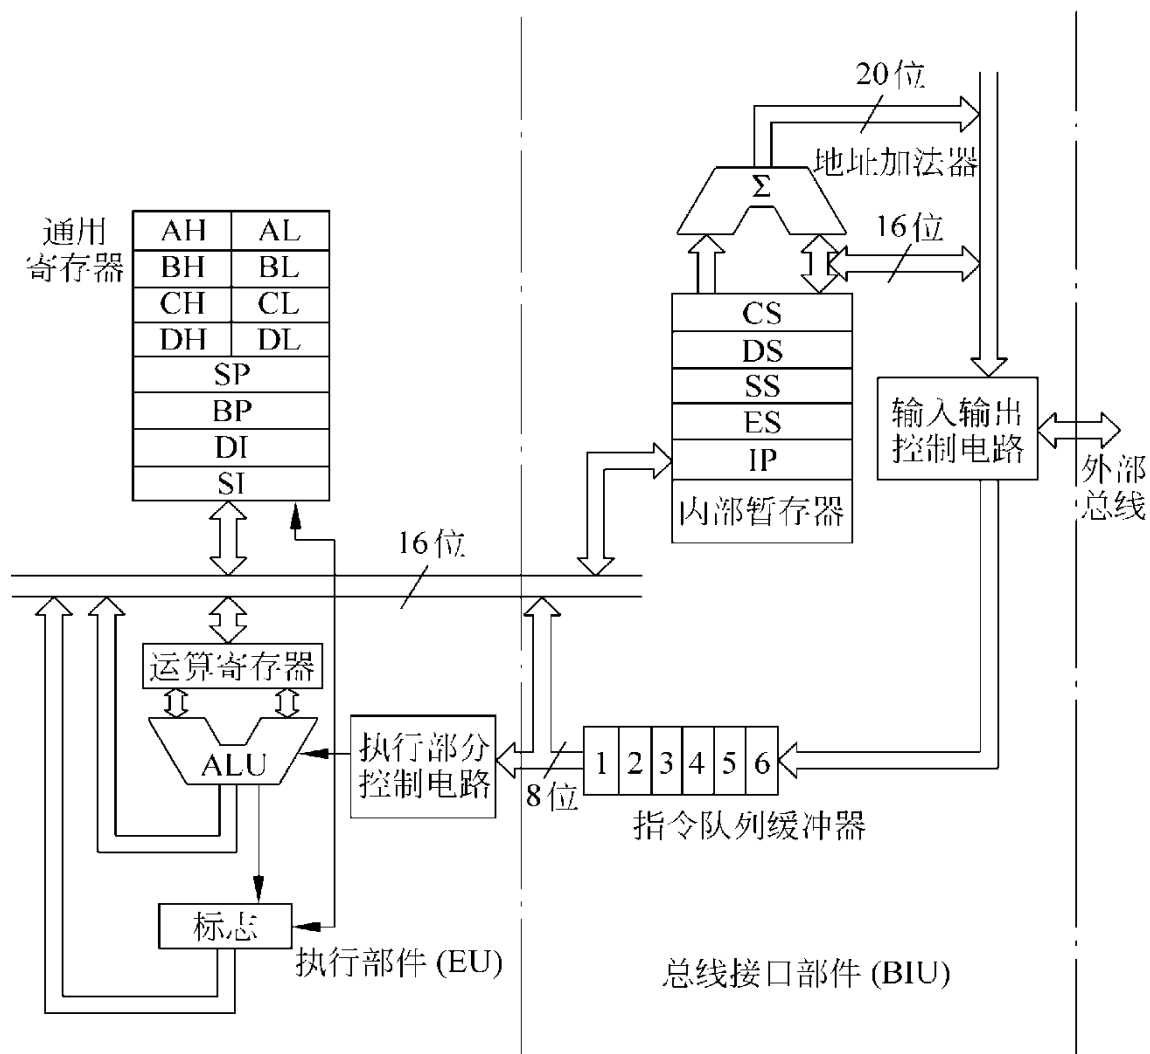 20位
地址加法器
Σ
16位
通用
寄存器
AH AL
BH BL
CH CL
DH DL
SP
BP
DI
SI
CS
DS
SS
ES
IP
内部暂存器
输入输出
控制电路
外部
总线
16位
运算寄存器
ALU
执行部分
控制电路
8位
1 2 3 4 5 6
指令队列缓冲器
标志
执行部件 (EU)
总线接口部件 (BIU)